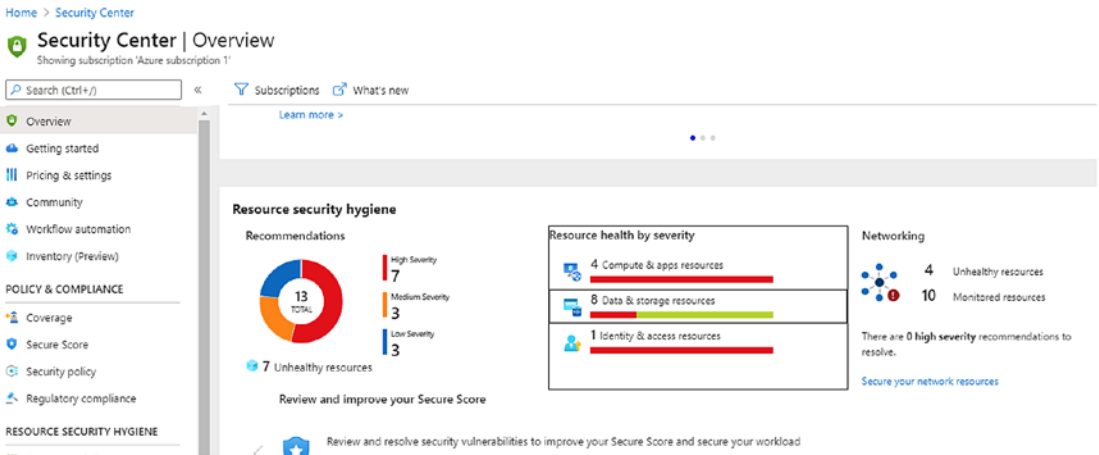 Home > Security Center
Security Center | Overview
Showing subscription 'Azure subscription 1'
Search (Ctrl+/)
«
Subscriptions
What's new
Overview
Getting started
Pricing & settings
Community
Workflow automation
Inventory (Preview)
POLICY & COMPLIANCE
Coverage
Secure Score
Security policy
Regulatory compliance
RESOURCE SECURITY HYGIENE
Learn more >
Resource security hygiene
Recommendations
13
TOTAL
High Severity
7
Medium Severity
3
Low Severity
3
7 Unhealthy resources
Resource health by severity
4 Compute & apps resources
8 Data & storage resources
1 Identity & access resources
Networking
4 Unhealthy resources
10 Monitored resources
There are 0 high severity recommendations to
resolve.
Secure your network resources
Review and improve your Secure Score
Review and resolve security vulnerabilities to improve your Secure Score and secure your workload